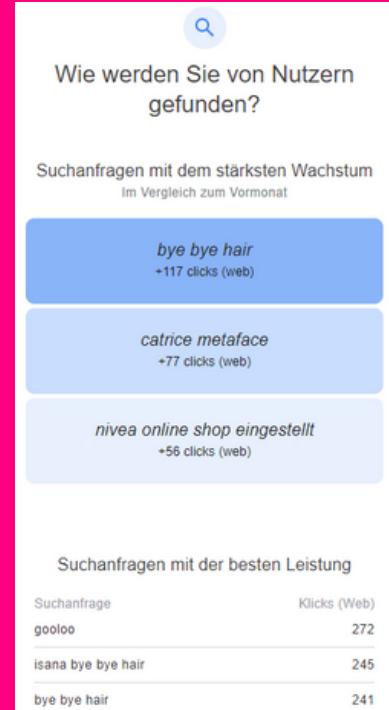 Wie werden Sie von Nutzern
gefunden?
Suchanfragen mit dem stärksten Wachstum
Im Vergleich zum Vormonat
bye bye hair
+117 clicks (web)
catrice metaface
+77 clicks (web)
nivea online shop eingestellt
+56 clicks (web)
Suchanfragen mit der besten Leistung
Suchanfrage Klicks (Web)
gooloo 272
isana bye bye hair 245
bye bye hair 241